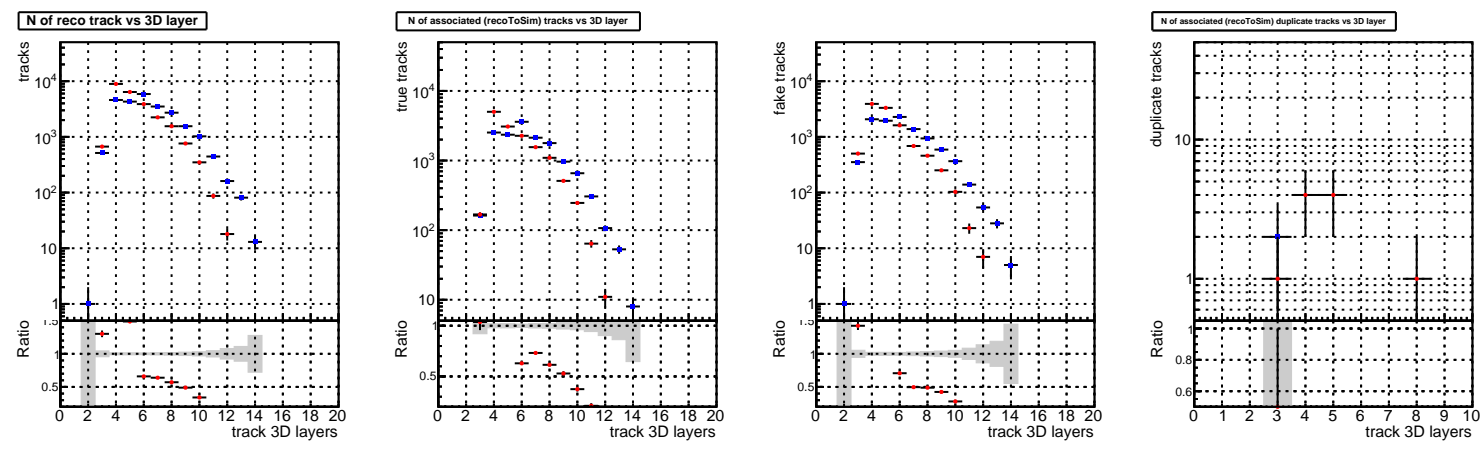 N of reco track vs 3D layer
tracks
10^4
10^3
10^2
10
1
Ratio
1.5
1
0.5
0 2 4 6 8 10 12 14 16 18 20
track 3D layers
N of associated (recoToSim) tracks vs 3D layer
true tracks
10^4
10^3
10^2
10
Ratio
1
0.5
0 2 4 6 8 10 12 14 16 18 20
track 3D layers
fake tracks
10^4
10^3
10^2
10
1
Ratio
1.5
1
0.5
0 2 4 6 8 10 12 14 16 18 20
track 3D layers
N of associated (recoToSim) duplicate tracks vs 3D layer
duplicate tracks
10
1
Ratio
1
0.8
0.6
0 1 2 3 4 5 6 7 8 9 10
track 3D layers